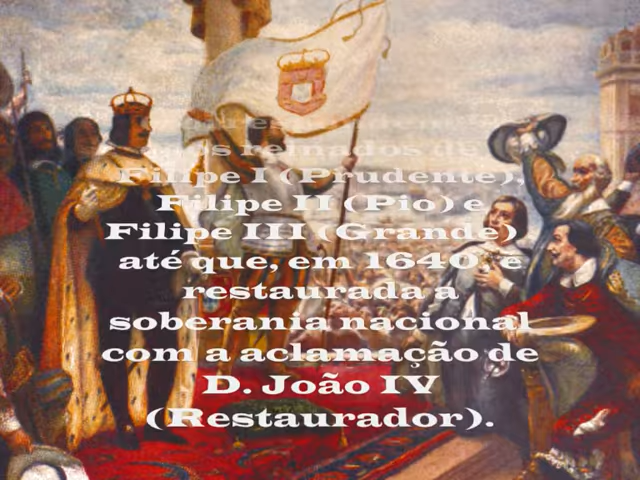 reinados
Filipe I (Prudente),
Filipe II (Pio) e
Filipe III (Grande)
até que, em 1640, é
restaurada a
soberania nacional
com a aclamação de
D. João IV
(Restaurador).